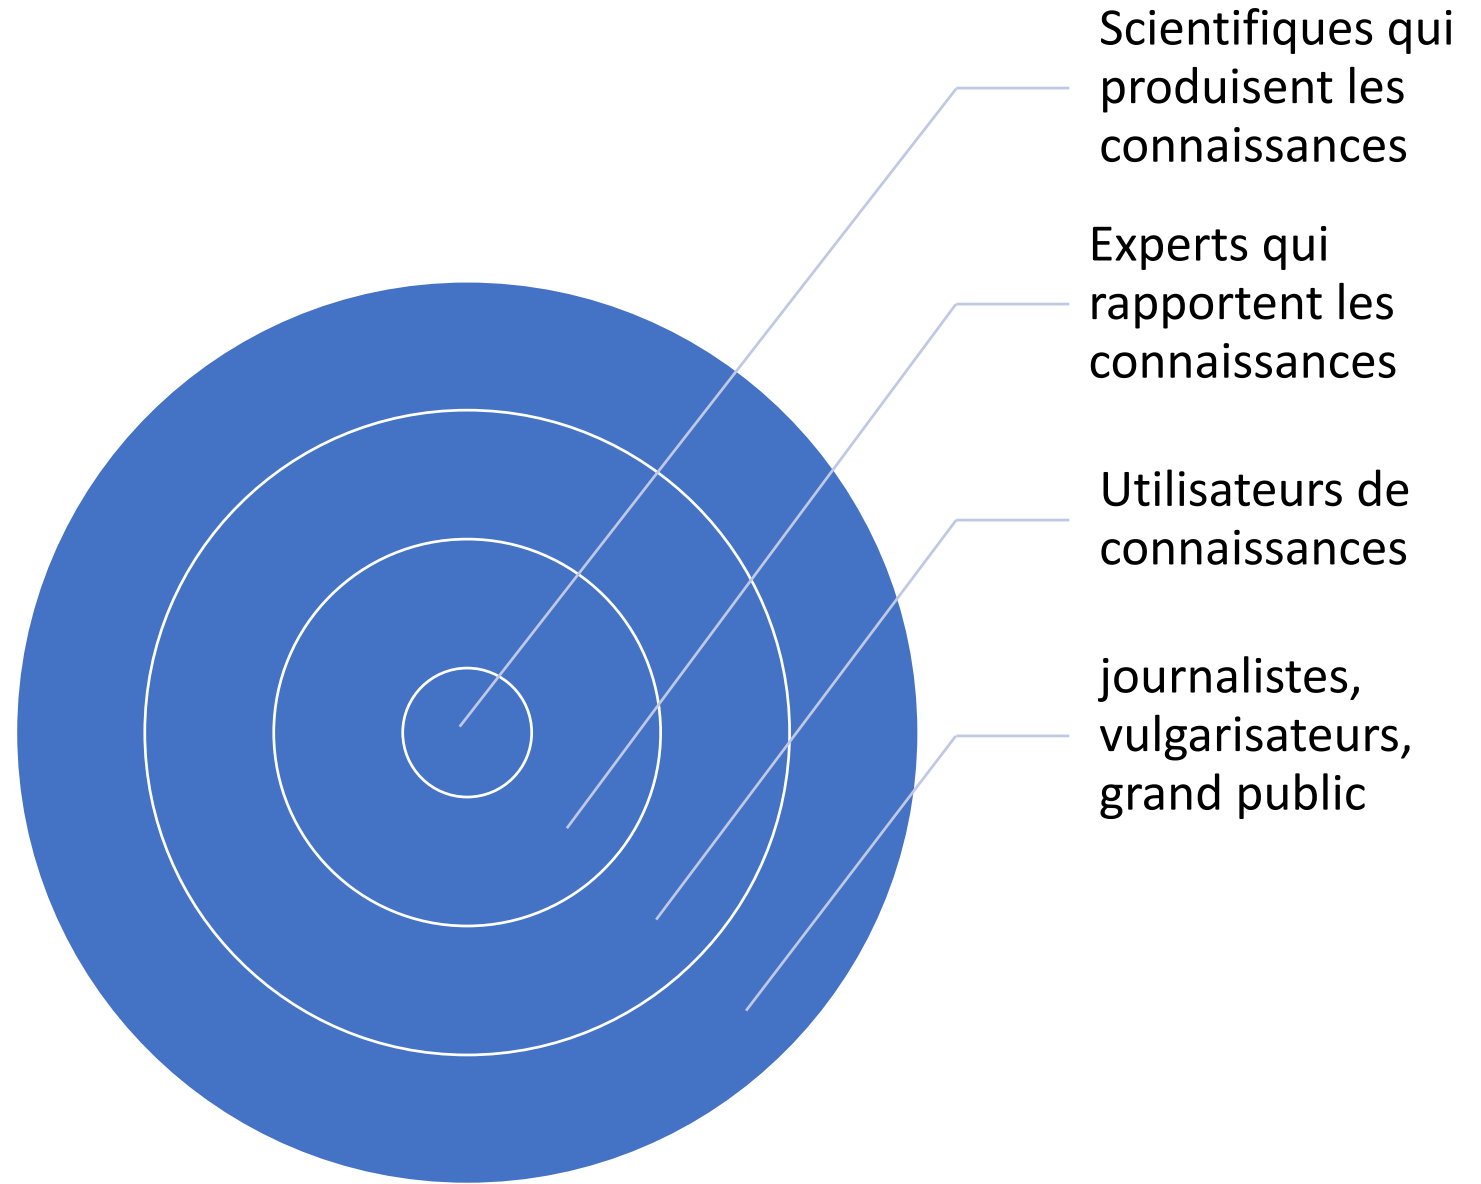 Scientifiques qui
produisent les
connaissances
Experts qui
rapportent les
connaissances
Utilisateurs de
connaissances
journalistes,
vulgarisateurs,
grand public